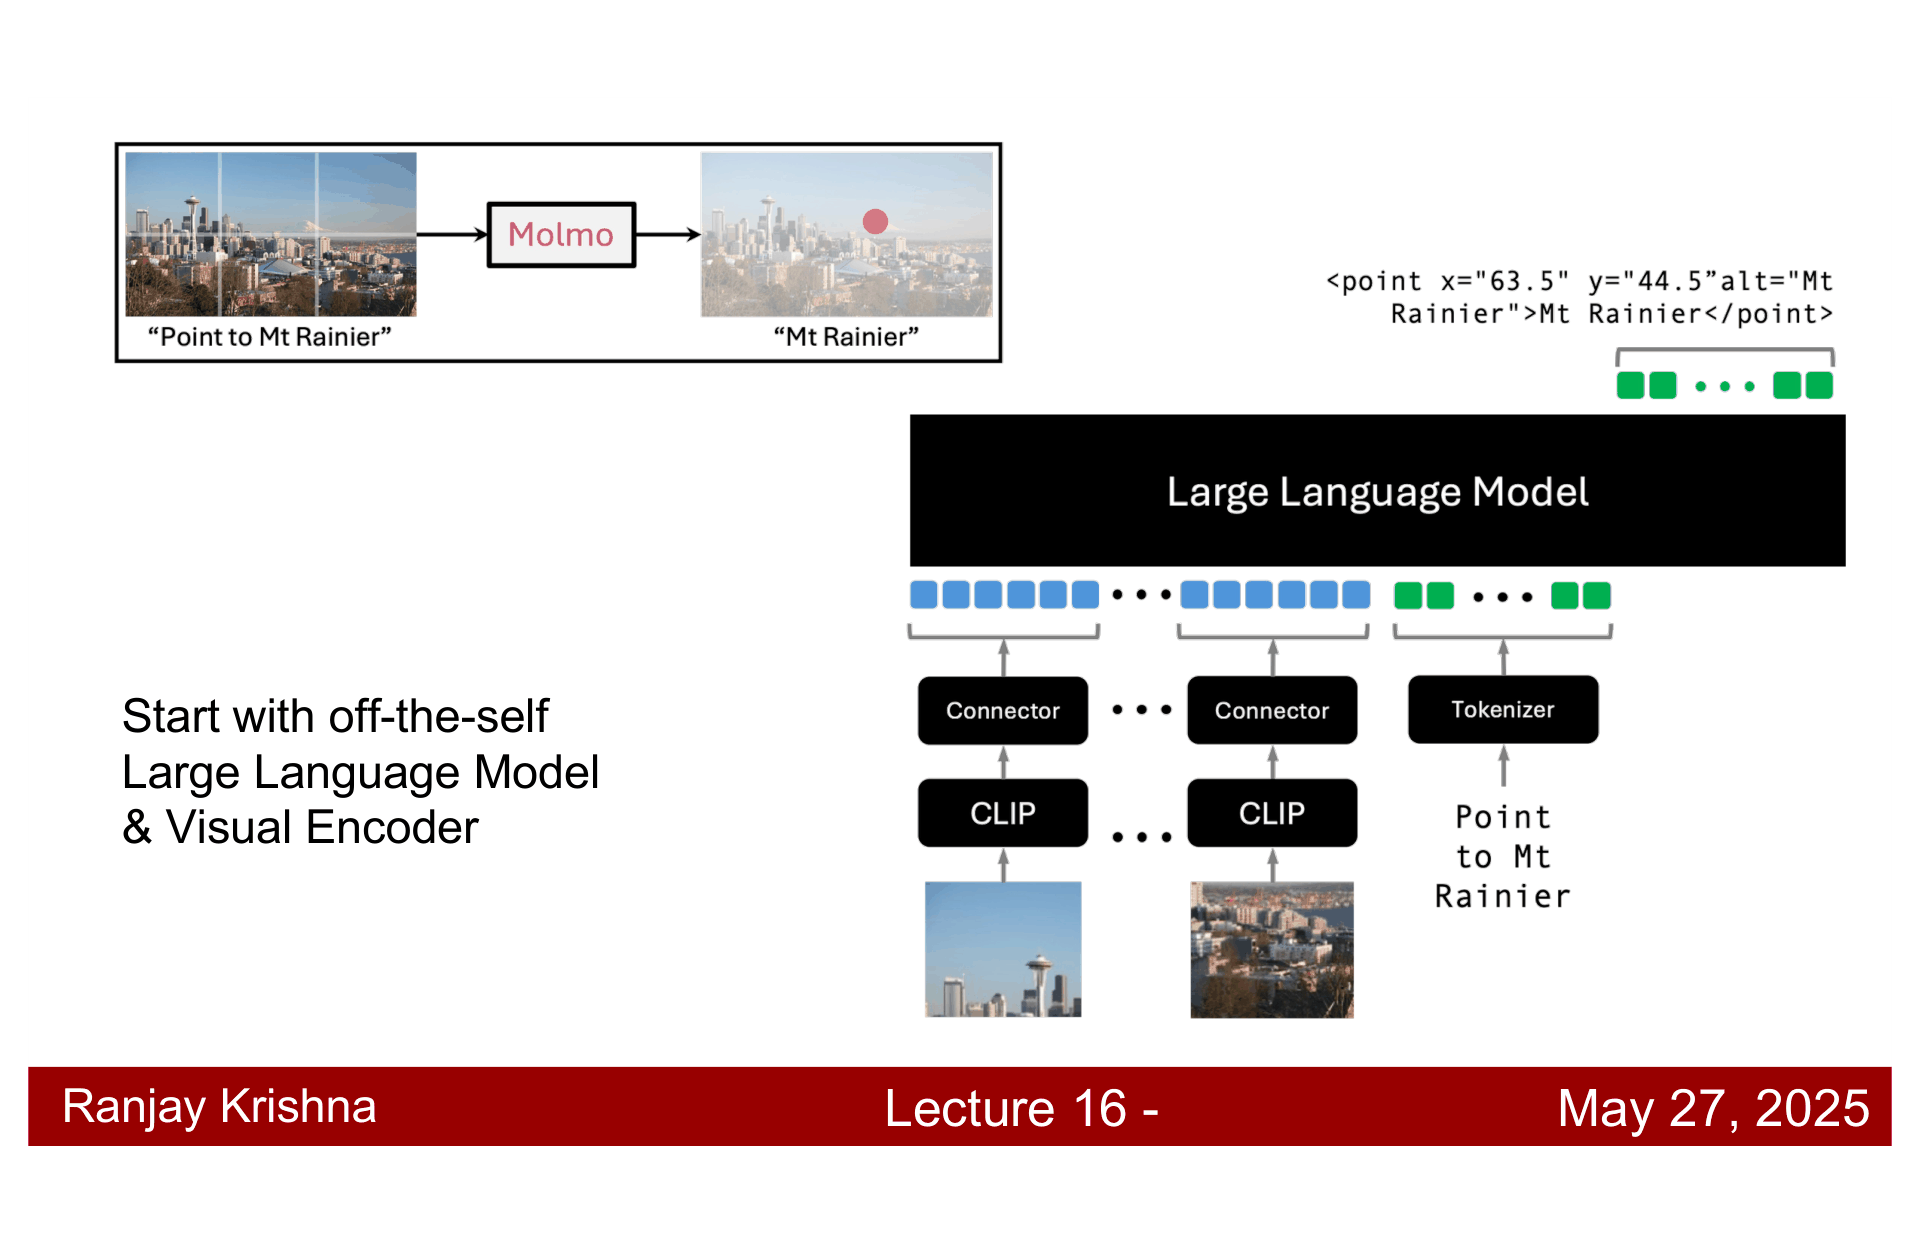 Molmo
“Point to Mt Rainier”
“Mt Rainier”
<point x="63.5" y="44.5”alt="Mt
Rainier">Mt Rainier</point>
Large Language Model
Connector
Connector
Tokenizer
CLIP
CLIP
Point
to Mt
Rainier
Start with off-the-self
Large Language Model
& Visual Encoder
Ranjay Krishna
Lecture 16 -
May 27, 2025